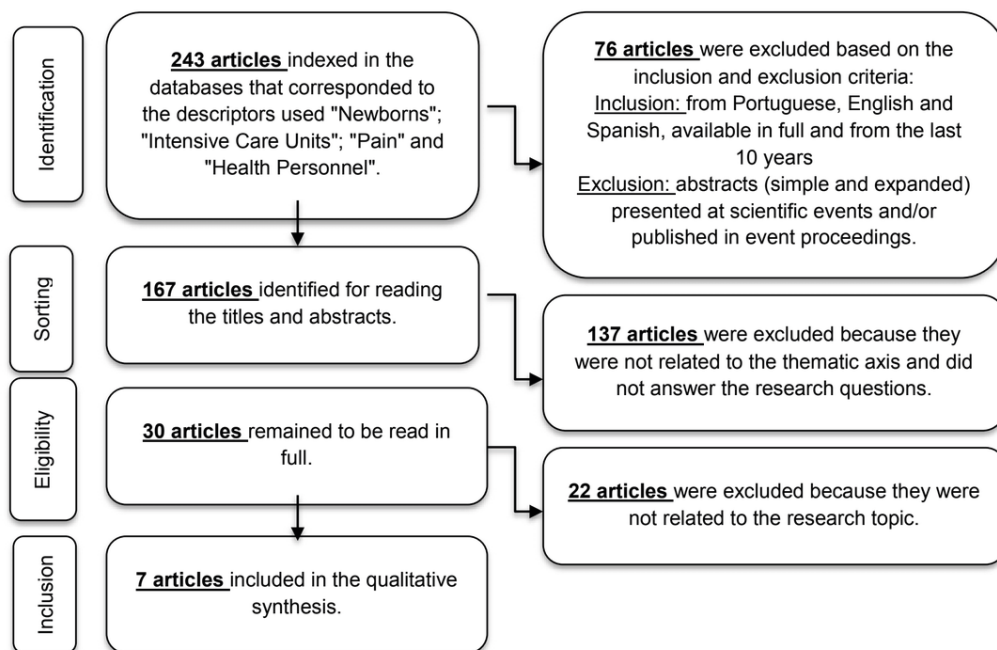 Identification
243 articles indexed in the
databases that corresponded to
the descriptors used "Newborns";
"Intensive Care Units"; "Pain" and
"Health Personnel".
76 articles were excluded based on the
inclusion and exclusion criteria:
Inclusion: from Portuguese, English and
Spanish, available in full and from the last
10 years
Exclusion: abstracts (simple and expanded)
presented at scientific events and/or
published in event proceedings.
Sorting
167 articles identified for reading
the titles and abstracts.
137 articles were excluded because they
were not related to the thematic axis and did
not answer the research questions.
Eligibility
30 articles remained to be read in
full.
22 articles were excluded because they were
not related to the research topic.
Inclusion
7 articles included in the qualitative
synthesis.